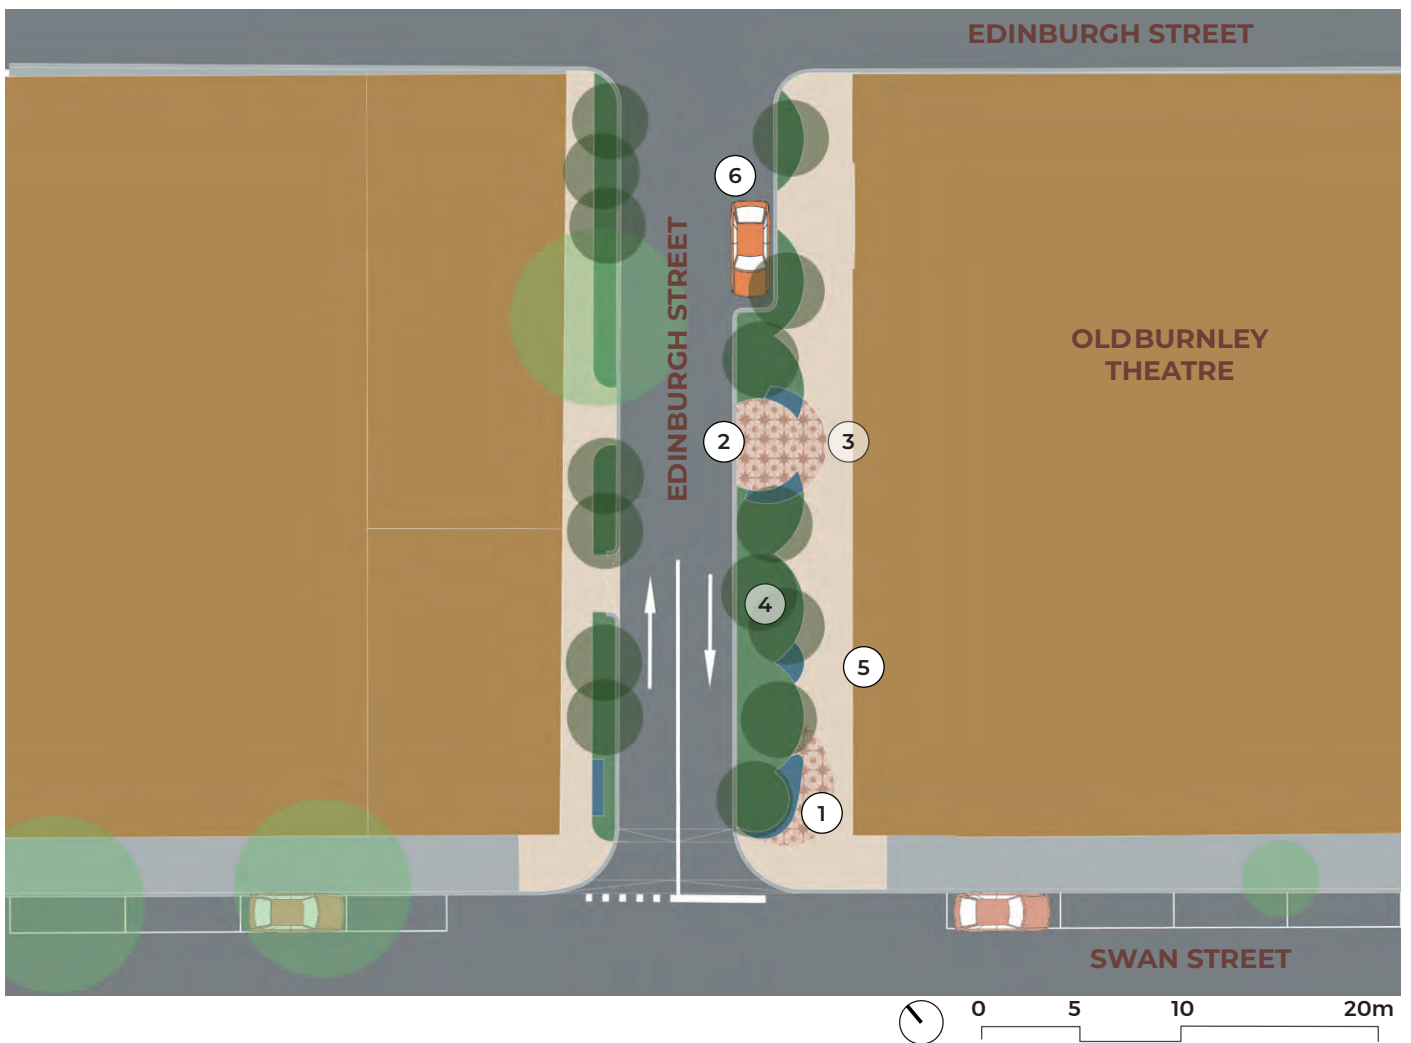 EDINBURGH STREET
6
EDINBURGH STREET
OLD BURNLEY
THEATRE
2
3
4
5
1
SWAN STREET
0 5 10 20m